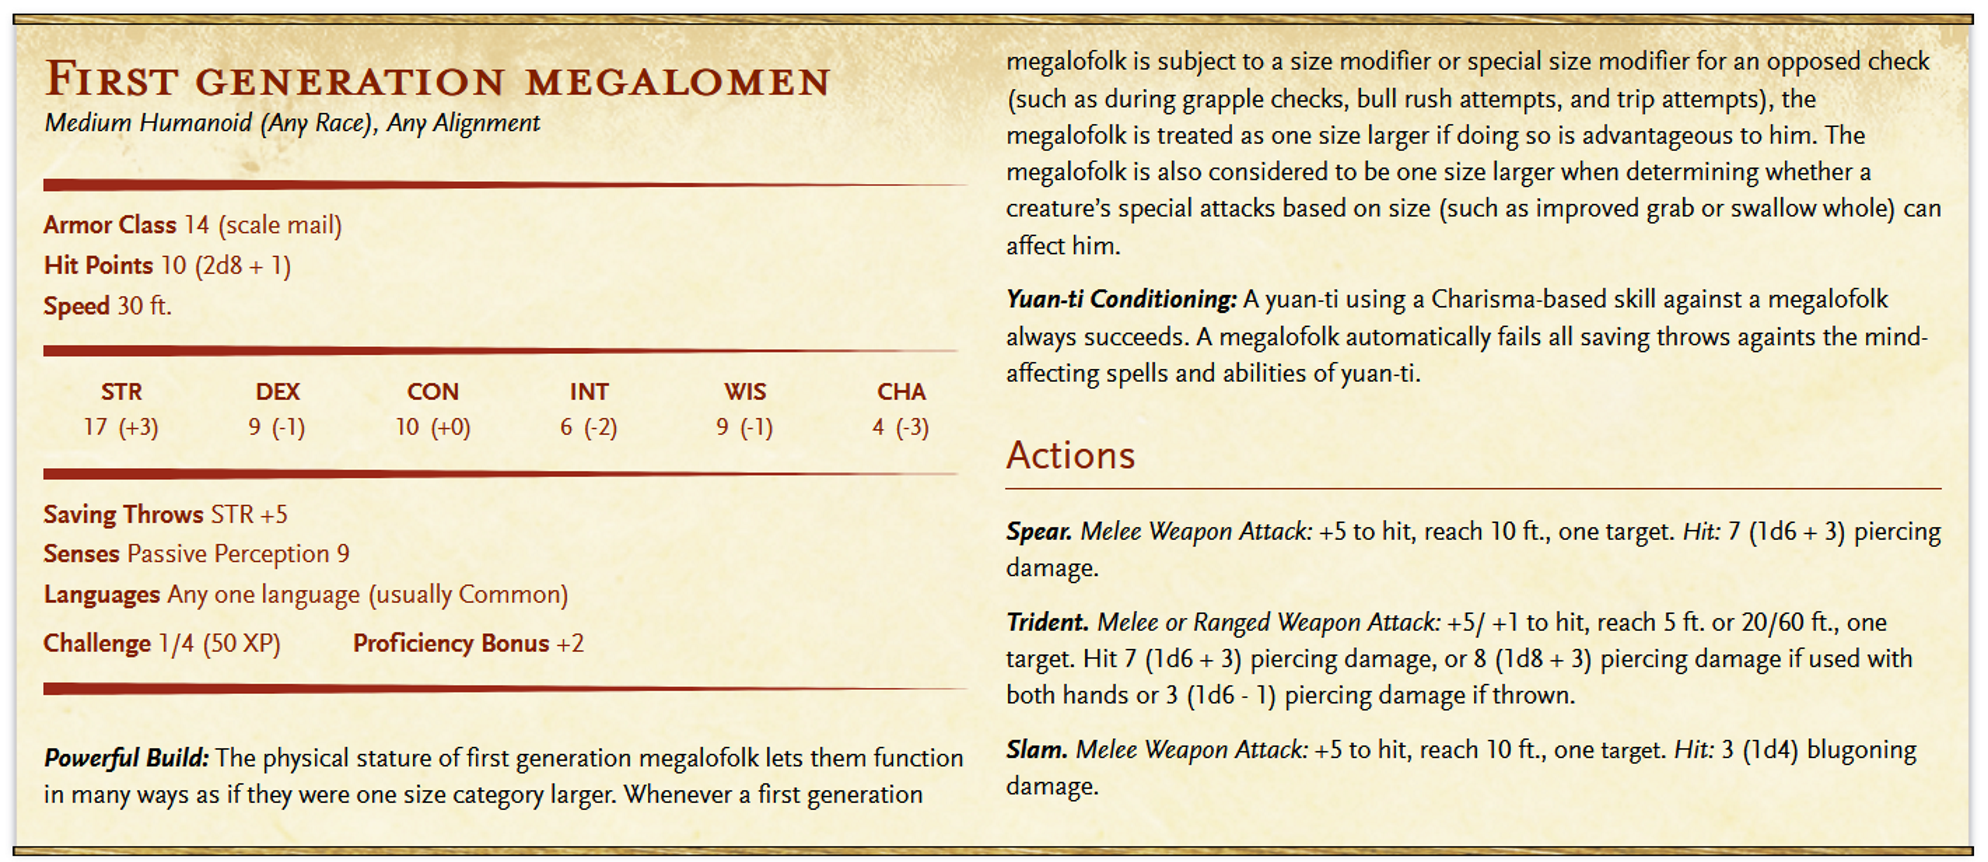 First generation megalomen
Medium Humanoid (Any Race), Any Alignment
Armor Class 14 (scale mail)
Hit Points 10 (2d8 + 1)
Speed 30 ft.
STR DEX CON INT WIS CHA
17 (+3) 9 (-1) 10 (+0) 6 (-2) 9 (-1) 4 (-3)
Saving Throws STR +5
Senses Passive Perception 9
Languages Any one language (usually Common)
Challenge 1/4 (50 XP) Proficiency Bonus +2
Powerful Build: The physical stature of first generation megalofolk lets them function
in many ways as if they were one size category larger. Whenever a first generation
megalofolk is subject to a size modifier or special size modifier for an opposed check
(such as during grapple checks, bull rush attempts, and trip attempts), the
megalofolk is treated as one size larger if doing so is advantageous to him. The
megalofolk is also considered to be one size larger when determining whether a
creature’s special attacks based on size (such as improved grab or swallow whole) can
affect him.
Yuan-ti Conditioning: A yuan-ti using a Charisma-based skill against a megalofolk
always succeeds. A megalofolk automatically fails all saving throws againts the mind-
affecting spells and abilities of yuan-ti.
Actions
Spear. Melee Weapon Attack: +5 to hit, reach 10 ft., one target. Hit: 7 (1d6 + 3) piercing
damage.
Trident. Melee or Ranged Weapon Attack: +5/ +1 to hit, reach 5 ft. or 20/60 ft., one
target. Hit 7 (1d6 + 3) piercing damage, or 8 (1d8 + 3) piercing damage if used with
both hands or 3 (1d6 - 1) piercing damage if thrown.
Slam. Melee Weapon Attack: +5 to hit, reach 10 ft., one target. Hit: 3 (1d4) blugoning
damage.